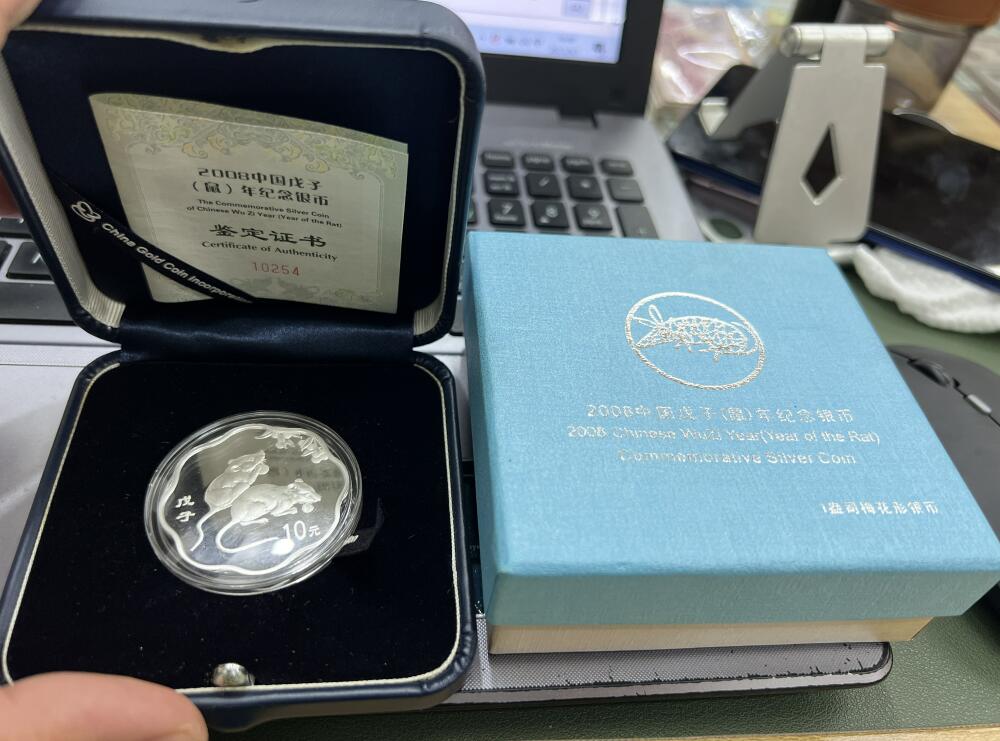 2008中国戊子
(鼠)年纪念银币
The Commemorative Silver Coin
of Chinese Wu Zi Year (Year of the Rat)
鉴定证书
Certificate of Authenticity
10254
China Gold Coin Incorporation
戊子
10元
2008中国戊子(鼠)年纪念银币
2008 Chinese WuZi Year(Year of the Rat)
Commemorative Silver Coin
1盎司梅花形银币
7
8
9